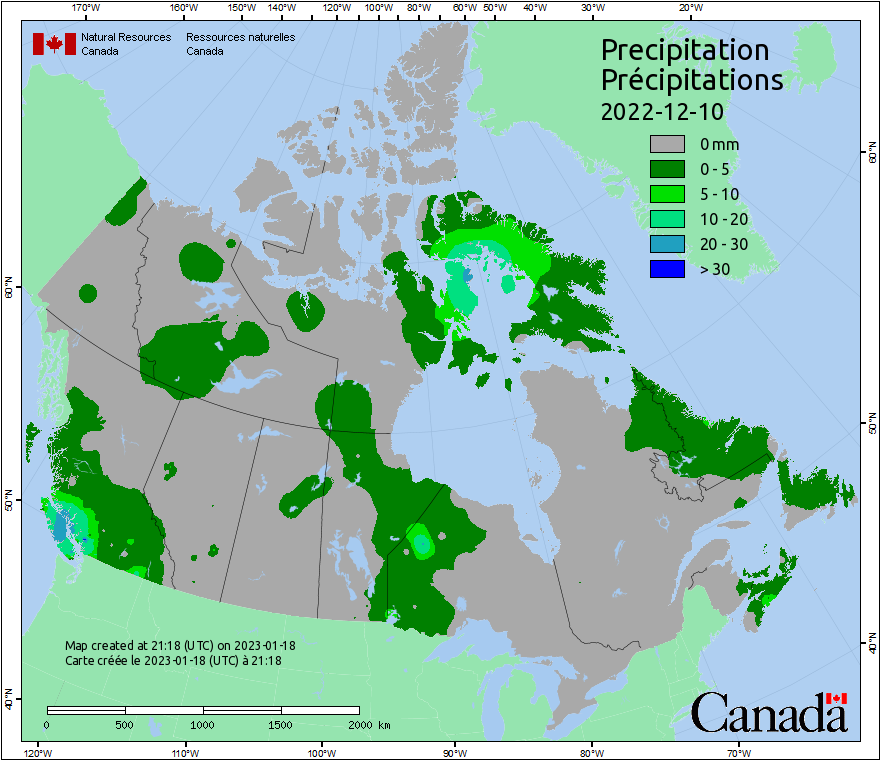 170°W 160°W 150°W 140°W 130°W 120°W 110°W 100°W 90°W 80°W 60°W 50°W 40°W 30°W 20°W
Natural Resources Ressources naturelles
Canada Canada
Precipitation
Précipitations
2022-12-10
0 mm
0 - 5
5 - 10
10 - 20
20 - 30
> 30
60°N 60°N
50°N 50°N
40°N 40°N
Map created at 21:18 (UTC) on 2023-01-18
Carte créée le 2023-01-18 (UTC) à 21:18
0 500 1000 1500 2000 km
Canada
120°W 110°W 100°W 90°W 80°W 70°W